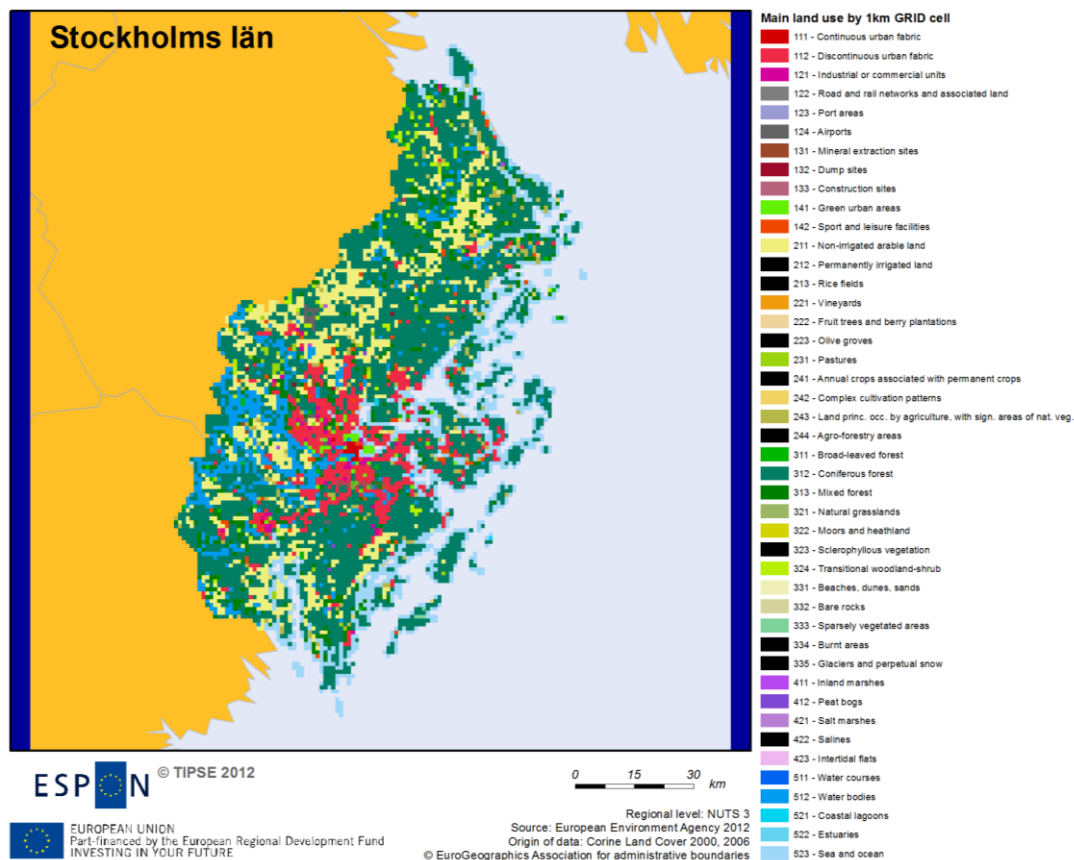 Stockholms län
Main land use by 1km GRID cell
111 - Continuous urban fabric
112 - Discontinuous urban fabric
121 - Industrial or commercial units
122 - Road and rail networks and associated land
123 - Port areas
124 - Airports
131 - Mineral extraction sites
132 - Dump sites
133 - Construction sites
141 - Green urban areas
142 - Sport and leisure facilities
211 - Non-irrigated arable land
212 - Permanently irrigated land
213 - Rice fields
221 - Vineyards
222 - Fruit trees and berry plantations
223 - Olive groves
231 - Pastures
241 - Annual crops associated with permanent crops
242 - Complex cultivation patterns
243 - Land princ. occ. by agriculture, with sign. areas of nat. veg.
244 - Agro-forestry areas
311 - Broad-leaved forest
312 - Coniferous forest
313 - Mixed forest
321 - Natural grasslands
322 - Moors and heathland
323 - Sclerophyllous vegetation
324 - Transitional woodland-shrub
331 - Beaches, dunes, sands
332 - Bare rocks
333 - Sparsely vegetated areas
334 - Burnt areas
335 - Glaciers and perpetual snow
411 - Inland marshes
412 - Peat bogs
421 - Salt marshes
422 - Salines
423 - Intertidal flats
511 - Water courses
512 - Water bodies
521 - Coastal lagoons
522 - Estuaries
523 - Sea and ocean
ESPON © TIPSE 2012
0 15 30 km
EUROPEAN UNION
Part-financed by the European Regional Development Fund
INVESTING IN YOUR FUTURE
Regional level: NUTS 3
Source: European Environment Agency 2012
Origin of data: Corine Land Cover 2000, 2006
© EuroGeographics Association for administrative boundaries